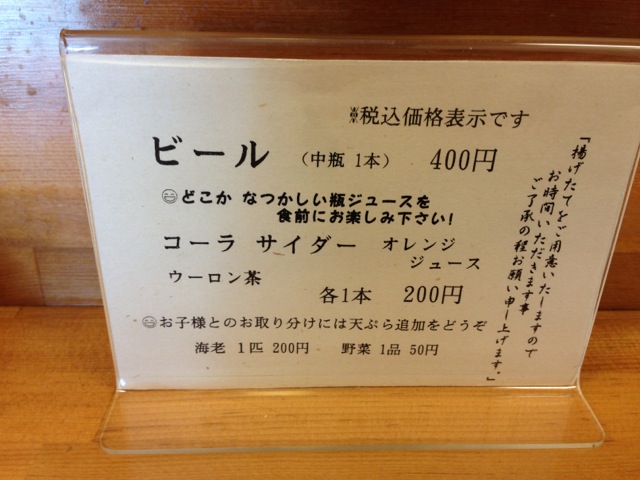 ※税込価格表示です
ビール (中瓶 1本) 400円
😄どこか なつかしい瓶ジュースを
食前にお楽しみ下さい!
コーラ サイダー オレンジ
ジュース
ウーロン茶
各1本 200円
😄お子様とのお取り分けには天ぷら追加をどうぞ
海老 1匹 200円 野菜 1品 50円
「揚げたてをご用意いたしますので
お時間いただきます事
ご了承の程お願い申し上げます。」